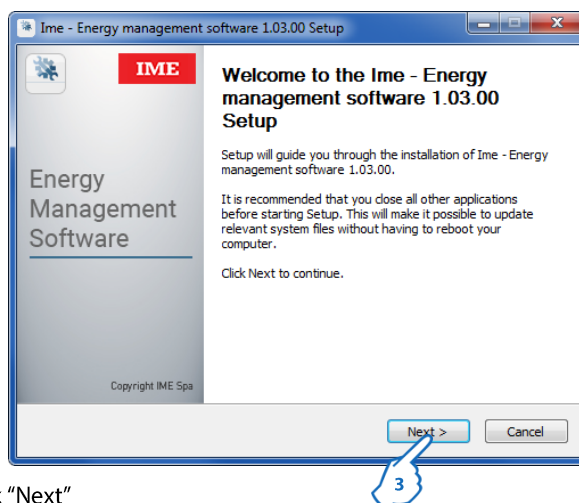 Ime - Energy management software 1.03.00 Setup
IME
Energy
Management
Software
Copyright IME Spa
Welcome to the Ime - Energy
management software 1.03.00
Setup
Setup will guide you through the installation of Ime - Energy
management software 1.03.00.
It is recommended that you close all other applications
before starting Setup. This will make it possible to update
relevant system files without having to reboot your
computer.
Click Next to continue.
Next >
Cancel
3
“Next”